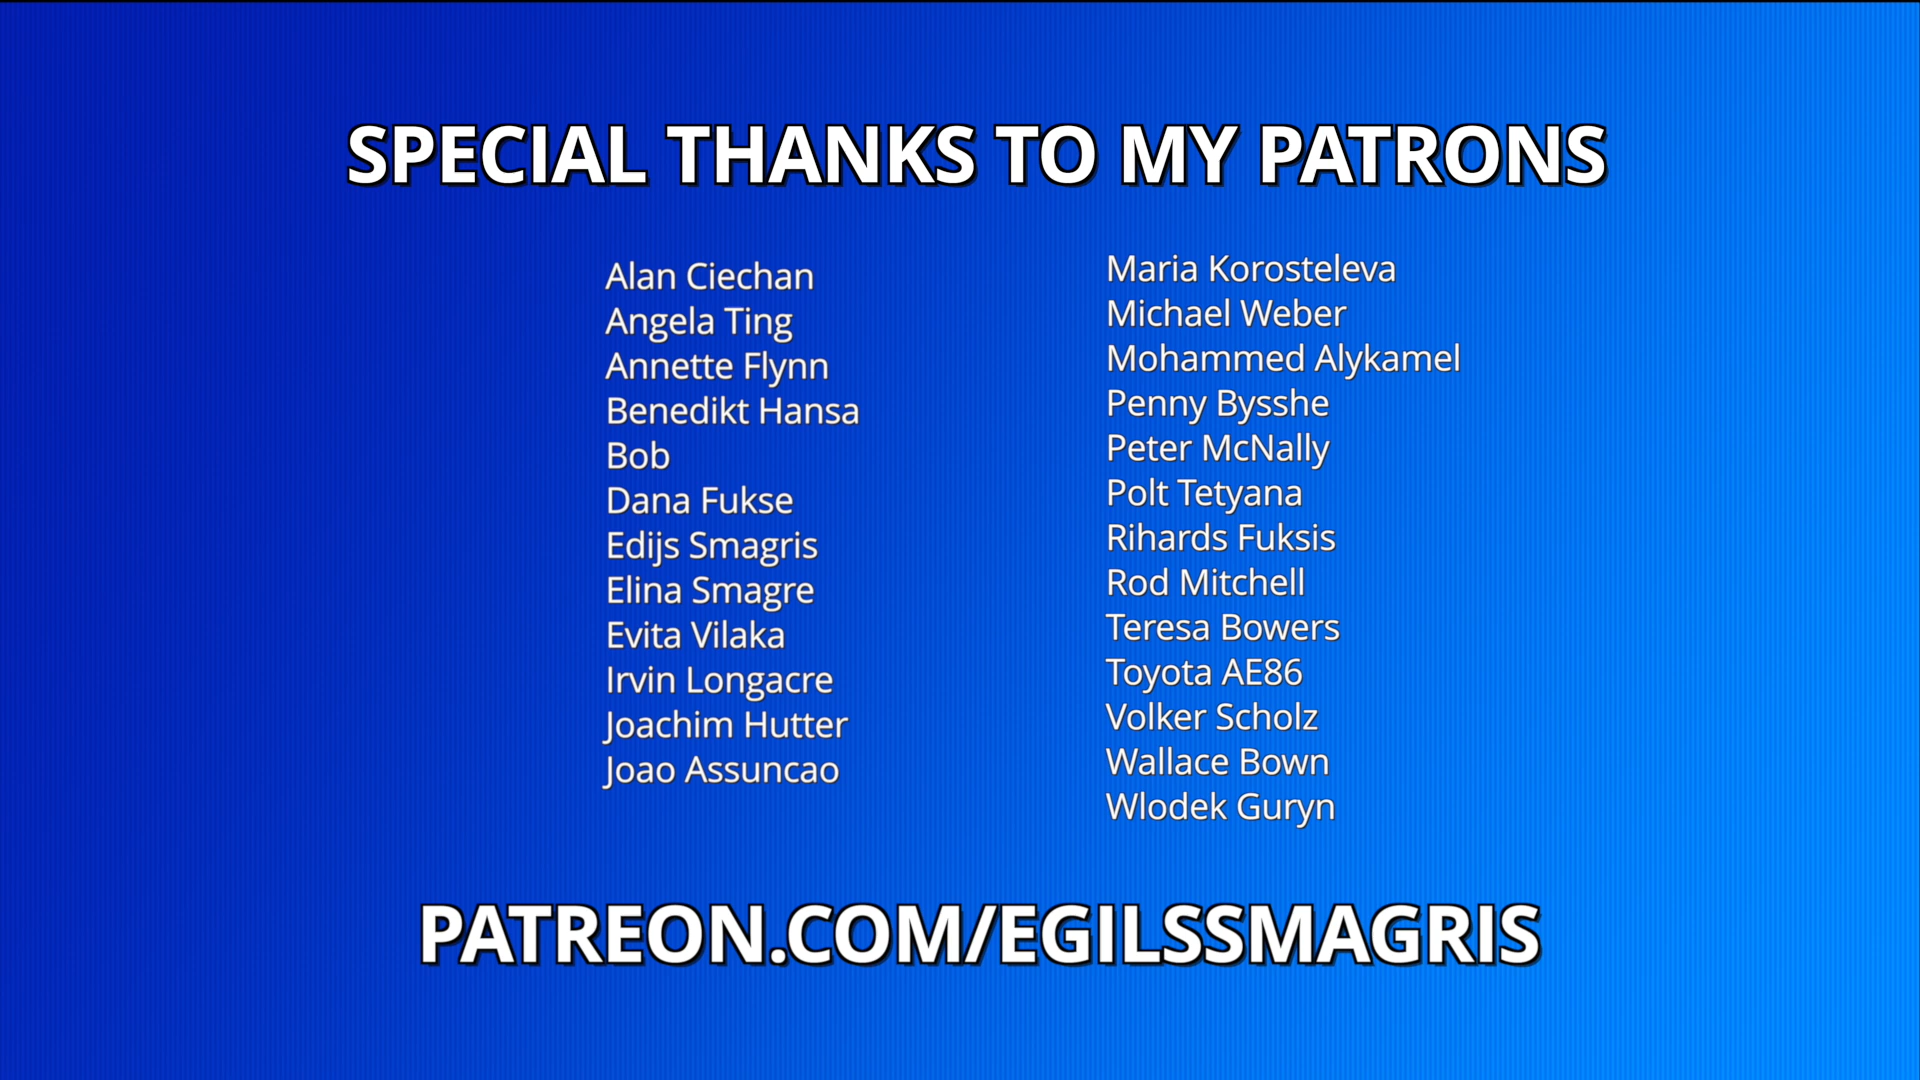 SPECIAL THANKS TO MY PATRONS
Alan Ciechan
Angela Ting
Annette Flynn
Benedikt Hansa
Bob
Dana Fukse
Edijs Smagris
Elina Smagre
Evita Vilaka
Irvin Longacre
Joachim Hutter
Joao Assuncao
Maria Korosteleva
Michael Weber
Mohammed Alykamel
Penny Bysshe
Peter McNally
Polt Tetyana
Rihards Fuksis
Rod Mitchell
Teresa Bowers
Toyota AE86
Volker Scholz
Wallace Bown
Wlodek Guryn
PATREON.COM/EGILSSMAGRIS